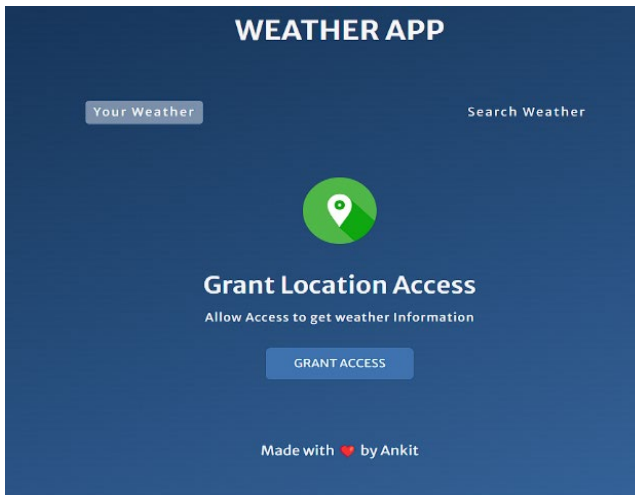 WEATHER APP
Your Weather Search Weather
Grant Location Access
Allow Access to get weather Information
GRANT ACCESS
Made with ❤️ by Ankit